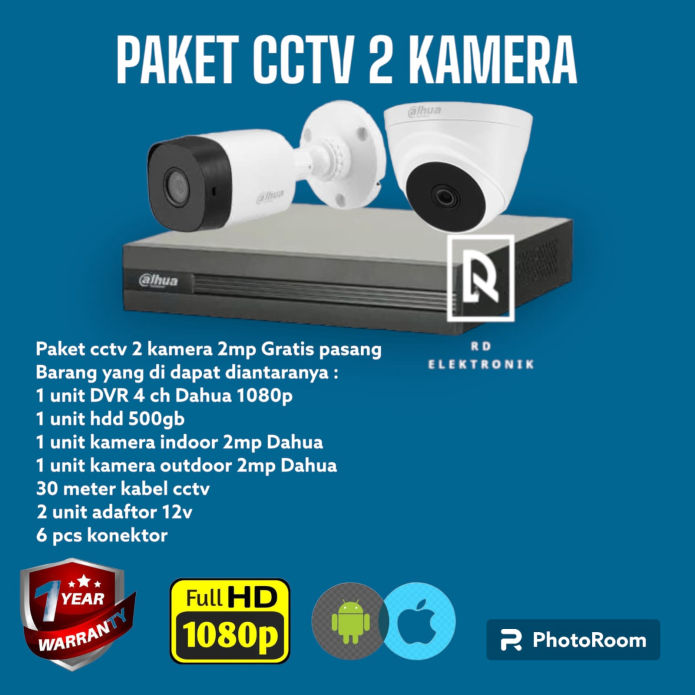 PAKET CCTV 2 KAMERA
alhua
alhua
alhua
RD
ELEKTRONIK
Paket cctv 2 kamera 2mp Gratis pasang
Barang yang di dapat diantaranya :
1 unit DVR 4 ch Dahua 1080p
1 unit hdd 500gb
1 unit kamera indoor 2mp Dahua
1 unit kamera outdoor 2mp Dahua
30 meter kabel cctv
2 unit adaftor 12v
6 pcs konektor
1 YEAR
WARRANTY
Full HD
1080p
PhotoRoom